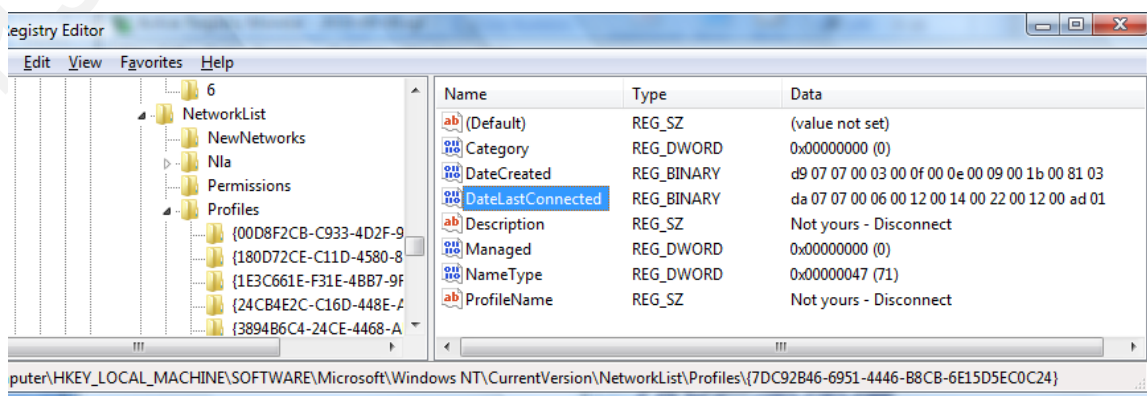 Registry Editor
Edit View Favorites Help
6
NetworkList
NewNetworks
Nla
Permissions
Profiles
{00D8F2CB-C933-4D2F-9
{180D72CE-C11D-4580-8
{1E3C661E-F31E-4BB7-9F
{24CB4E2C-C16D-448E-A
{3894B6C4-24CE-4468-A
Name Type Data
(Default) REG_SZ (value not set)
Category REG_DWORD 0x00000000 (0)
DateCreated REG_BINARY d9 07 07 00 03 00 0f 00 0e 00 09 00 1b 00 81 03
DateLastConnected REG_BINARY da 07 07 00 06 00 12 00 14 00 22 00 12 00 ad 01
Description REG_SZ Not yours - Disconnect
Managed REG_DWORD 0x00000000 (0)
NameType REG_DWORD 0x00000047 (71)
ProfileName REG_SZ Not yours - Disconnect
nputer\HKEY_LOCAL_MACHINE\SOFTWARE\Microsoft\Windows NT\CurrentVersion\NetworkList\Profiles\{7DC92B46-6951-4446-B8CB-6E15D5EC0C24}